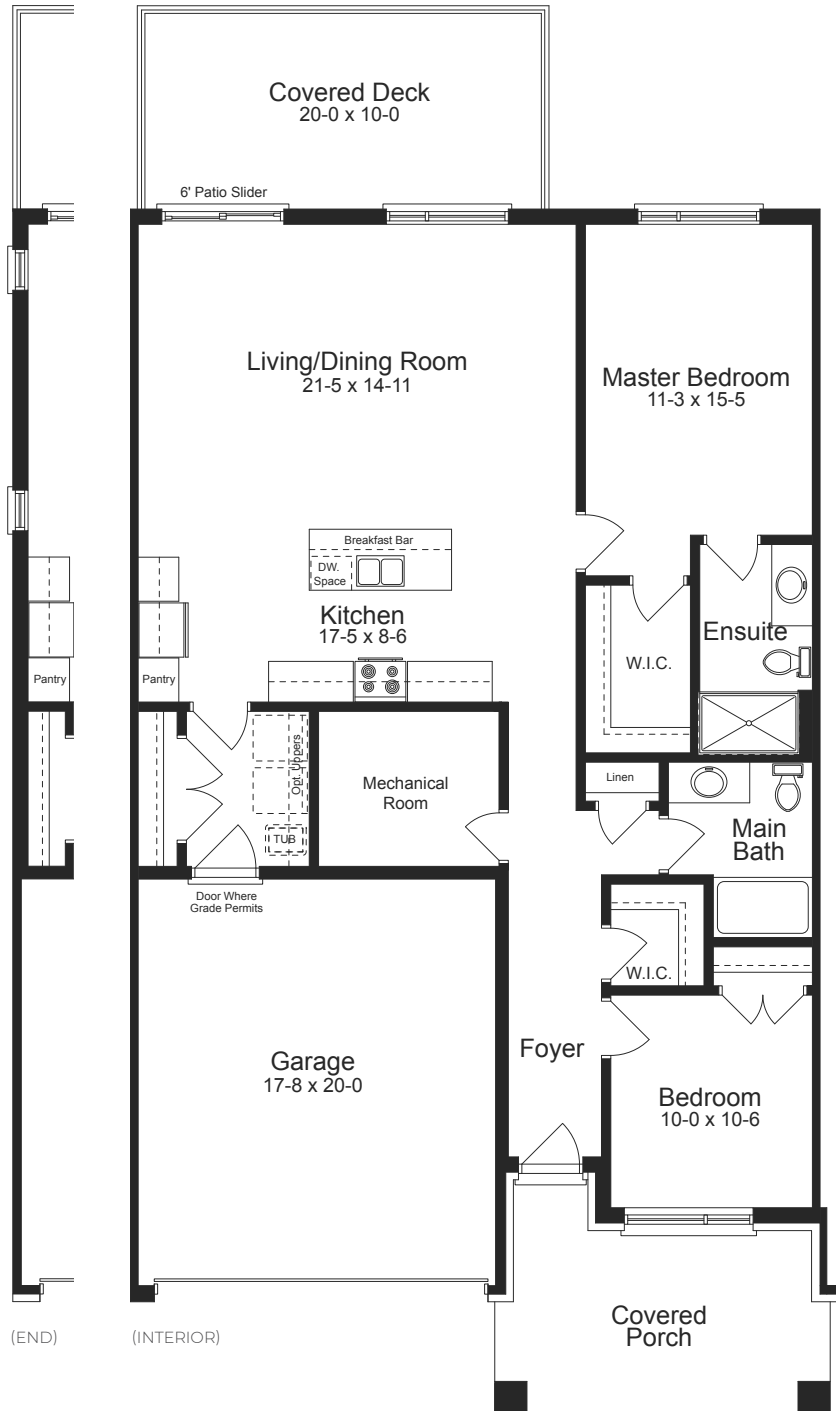 Covered Deck
20-0 x 10-0
6' Patio Slider
Living/Dining Room
21-5 x 14-11
Master Bedroom
11-3 x 15-5
Breakfast Bar
DW.
Space
Kitchen
17-5 x 8-6
Ensuite
W.I.C.
Pantry
Pantry
Opt. Uppers
Mechanical
Room
Linen
TUB
Main
Bath
Door Where
Grade Permits
W.I.C.
Foyer
Garage
17-8 x 20-0
Bedroom
10-0 x 10-6
Covered
Porch
(END)
(INTERIOR)